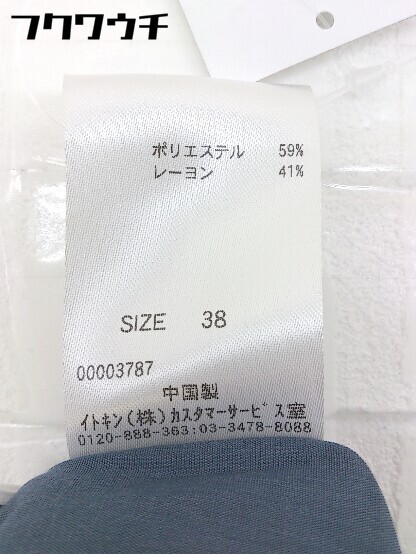 フクワウチ
ポリエステル 59%
レーヨン 41%
SIZE 38
00003787
中国製
イトキン(株)カスタマーサービス室
0120-888-363:03-3478-8088